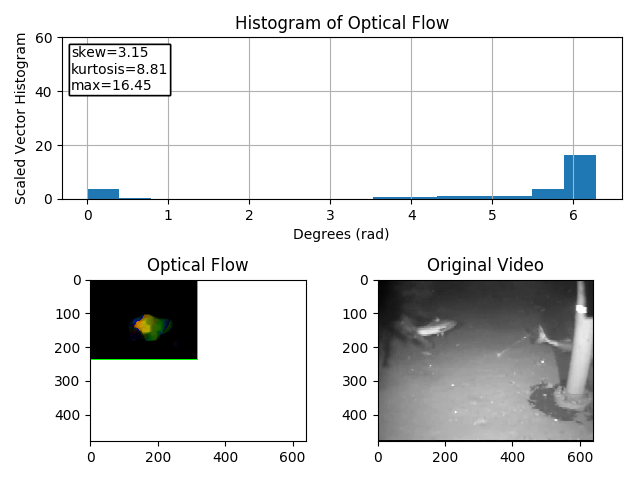 Histogram of Optical Flow
60
40
20
0
Scaled Vector Histogram
skew=3.15
kurtosis=8.81
max=16.45
0 1 2 3 4 5 6
Degrees (rad)
Optical Flow
0
100
200
300
400
0 200 400 600
Original Video
0
100
200
300
400
0 200 400 600